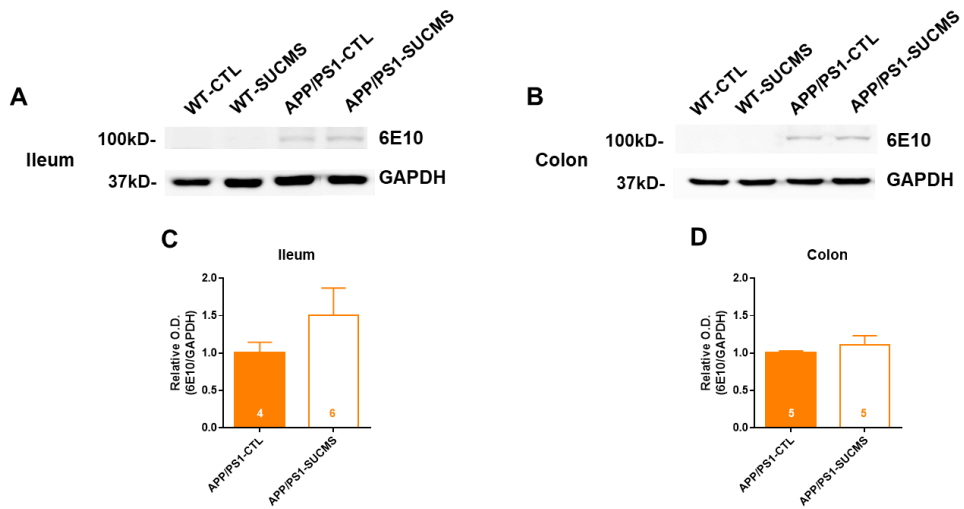 A
WT-CTL
WT-SUCMS
APP/PS1-CTL
APP/PS1-SUCMS
Ileum
100kD-
6E10
37kD-
GAPDH
B
WT-CTL
WT-SUCMS
APP/PS1-CTL
APP/PS1-SUCMS
Colon
100kD-
6E10
37kD-
GAPDH
C
Ileum
Relative O.D.
(6E10/GAPDH)
2.0
1.5
1.0
0.5
0.0
4
6
APP/PS1-CTL
APP/PS1-SUCMS
D
Colon
Relative O.D.
(6E10/GAPDH)
2.0
1.5
1.0
0.5
0.0
5
5
APP/PS1-CTL
APP/PS1-SUCMS